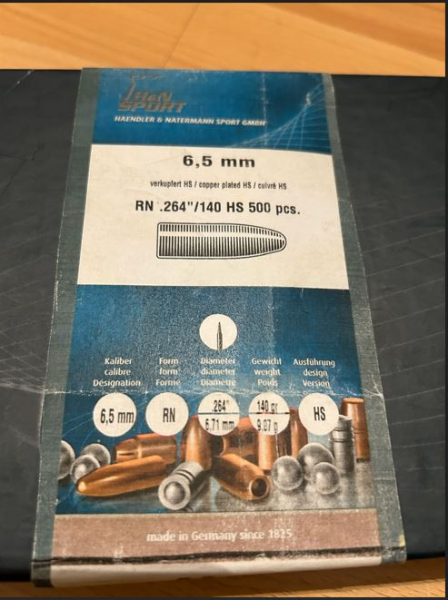 H&N
SPORT
HAENDLER & NATERMANN SPORT GMBH
6,5 mm
verkupfert HS / copper plated HS / cuivré HS
RN .264"/140 HS 500 pcs.
Kaliber Form Diameter Gewicht Ausführung
calibre form diameter weight design
Désignation Forme Diametre Poids Version
6,5 mm RN .264" 140 gr HS
6.71 mm 9.07 g
made in Germany since 1825